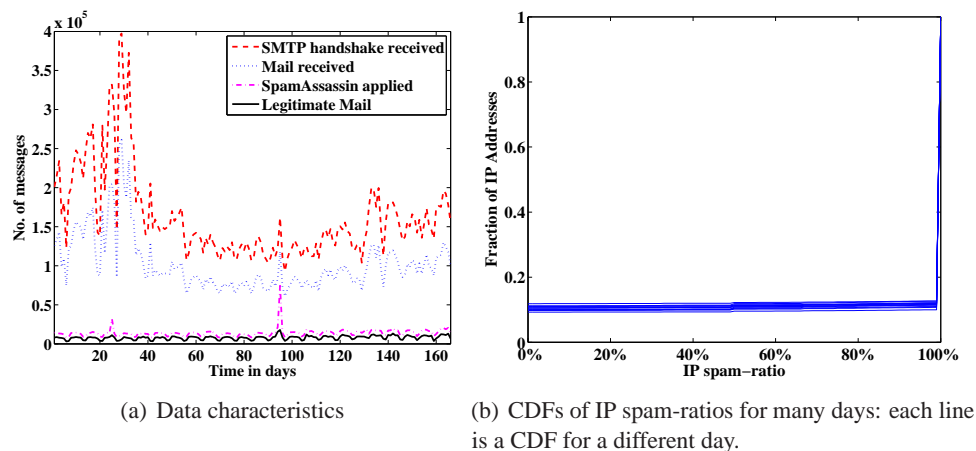 x 10^5
4
3.5
3
2.5
2
1.5
1
0.5
0
No. of messages
SMTP handshake received
Mail received
SpamAssassin applied
Legitimate Mail
20 40 60 80 100 120 140 160
Time in days
(a) Data characteristics
1
0.8
0.6
0.4
0.2
0
Fraction of IP Addresses
0% 20% 40% 60% 80% 100%
IP spam−ratio
(b) CDFs of IP spam-ratios for many days: each line
is a CDF for a different day.